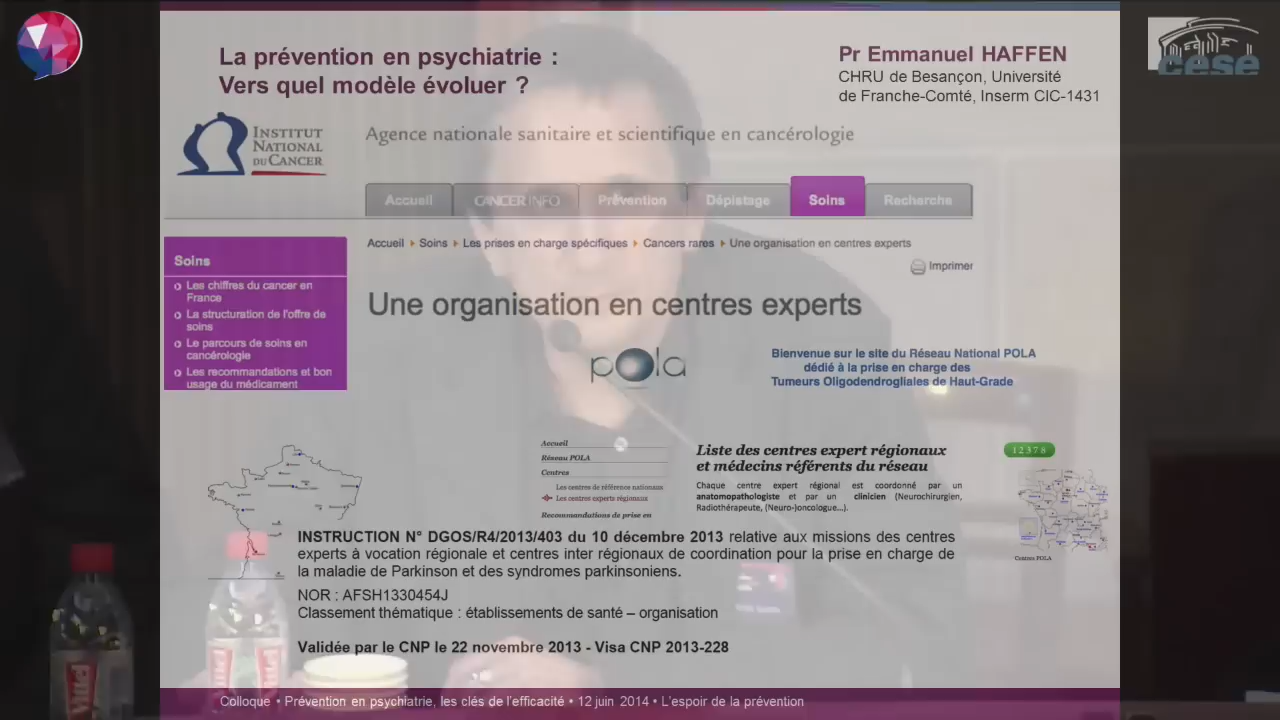 La prévention en psychiatrie :
Vers quel modèle évoluer ?
Pr Emmanuel HAFFEN
CHRU de Besançon, Université
de Franche-Comté, Inserm CIC-1431
cese
INSTITUT
NATIONAL
DU CANCER
Agence nationale sanitaire et scientifique en cancérologie
Accueil
CANCER INFO
Prévention
Dépistage
Soins
Recherche
Accueil Soins Les prises en charge spécifiques Cancers rares Une organisation en centres experts
Imprimer
Soins
Les chiffres du cancer en
France
La structuration de l'offre de
soins
Le parcours de soins en
cancérologie
Les recommandations et bon
usage du médicament
Une organisation en centres experts
pola
Bienvenue sur le site du Réseau National POLA
dédié à la prise en charge des
Tumeurs Oligodendrogliales de Haut-Grade
Accueil
Réseau POLA
Centres
Les centres de référence nationaux
Les centres experts régionaux
Recommandations de prise en
Liste des centres expert régionaux
et médecins référents du réseau
Chaque centre expert régional est coordonné par un
anatomopathologiste et par un clinicien (Neurochirurgien,
Radiothérapeute, (Neuro-)oncologue...).
12378
Centres POLA
INSTRUCTION N° DGOS/R4/2013/403 du 10 décembre 2013 relative aux missions des centres
experts à vocation régionale et centres inter régionaux de coordination pour la prise en charge de
la maladie de Parkinson et des syndromes parkinsoniens.
NOR : AFSH1330454J
Classement thématique : établissements de santé – organisation
Validée par le CNP le 22 novembre 2013 - Visa CNP 2013-228
Colloque • Prévention en psychiatrie, les clés de l'efficacité • 12 juin 2014 • L'espoir de la prévention